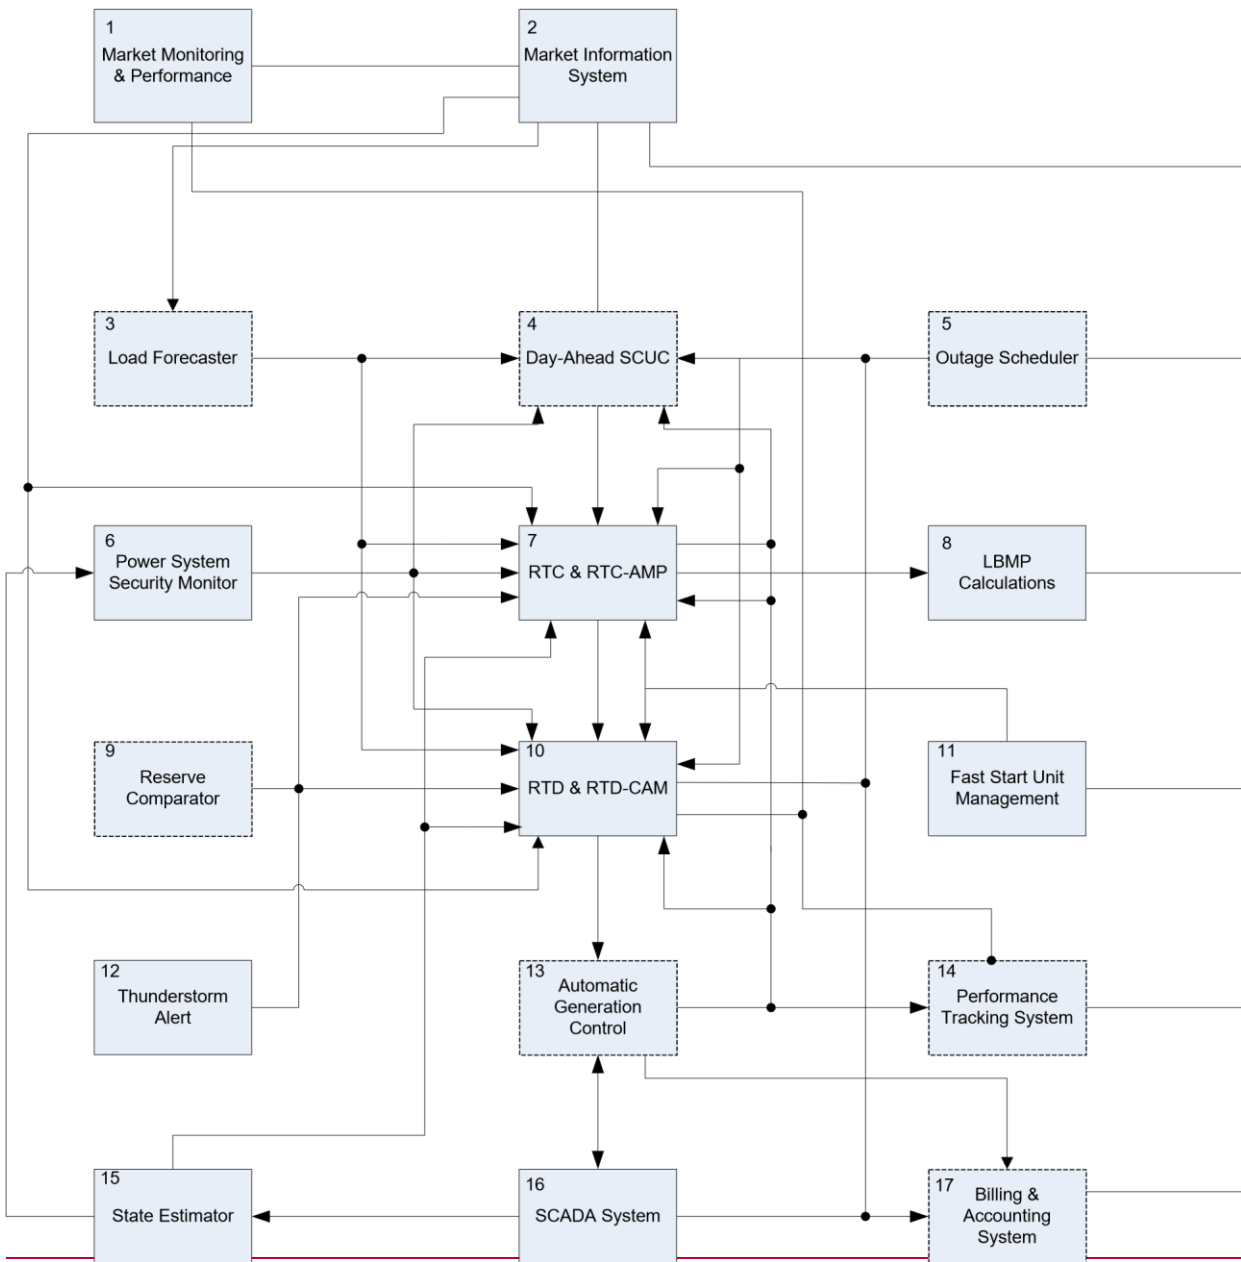 1
Market Monitoring
& Performance
2
Market Information
System
3
Load Forecaster
4
Day-Ahead SCUC
5
Outage Scheduler
6
Power System
Security Monitor
7
RTC & RTC-AMP
8
LBMP
Calculations
9
Reserve
Comparator
10
RTD & RTD-CAM
11
Fast Start Unit
Management
12
Thunderstorm
Alert
13
Automatic
Generation
Control
14
Performance
Tracking System
15
State Estimator
16
SCADA System
17
Billing &
Accounting
System